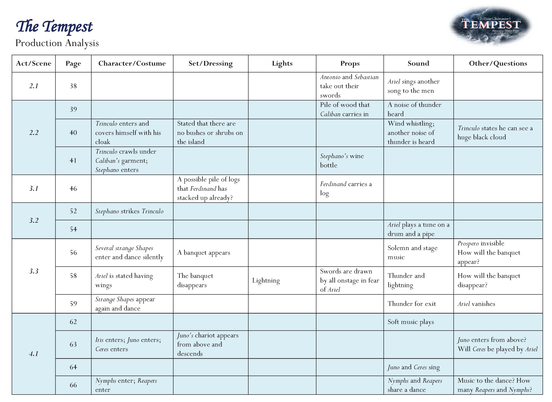 The Tempest
Production Analysis
TEMPEST
Act/Scene Page Character/Costume Set/Dressing Lights Props Sound Other/Questions
2.1 38 Antonio and Sebastian take out their swords Ariel sings another song to the men
2.2 39 Pile of wood that Caliban carries in A noise of thunder heard
40 Trinculo enters and covers himself with his cloak Stated that there are no bushes or shrubs on the island Wind whistling; another noise of thunder is heard Trinculo states he can see a huge black cloud
41 Trinculo crawls under Caliban's garment; Stephano enters Stephano's wine bottle
3.1 46 A possible pile of logs that Ferdinand has stacked up already? Ferdinand carries a log
3.2 52 Stephano strikes Trinculo
54 Ariel plays a tune on a drum and a pipe
3.3 56 Several strange Shapes enter and dance silently A banquet appears Solemn and stage music Prospero invisible How will the banquet appear?
58 Ariel is stated having wings The banquet disappears Lightning Swords are drawn by all onstage in fear of Ariel Thunder and lightning How will the banquet disappear?
59 Strange Shapes appear again and dance Thunder for exit Ariel vanishes
4.1 62 Soft music plays
63 Iris enters; Juno enters; Ceres enters Juno's chariot appears from above and descends Juno enters from above? Will Ceres be played by Ariel
64 Juno and Ceres sing
66 Nymphs enter; Reapers enter Nymphs and Reapers share a dance Music to the dance? How many Reapers and Nymphs?